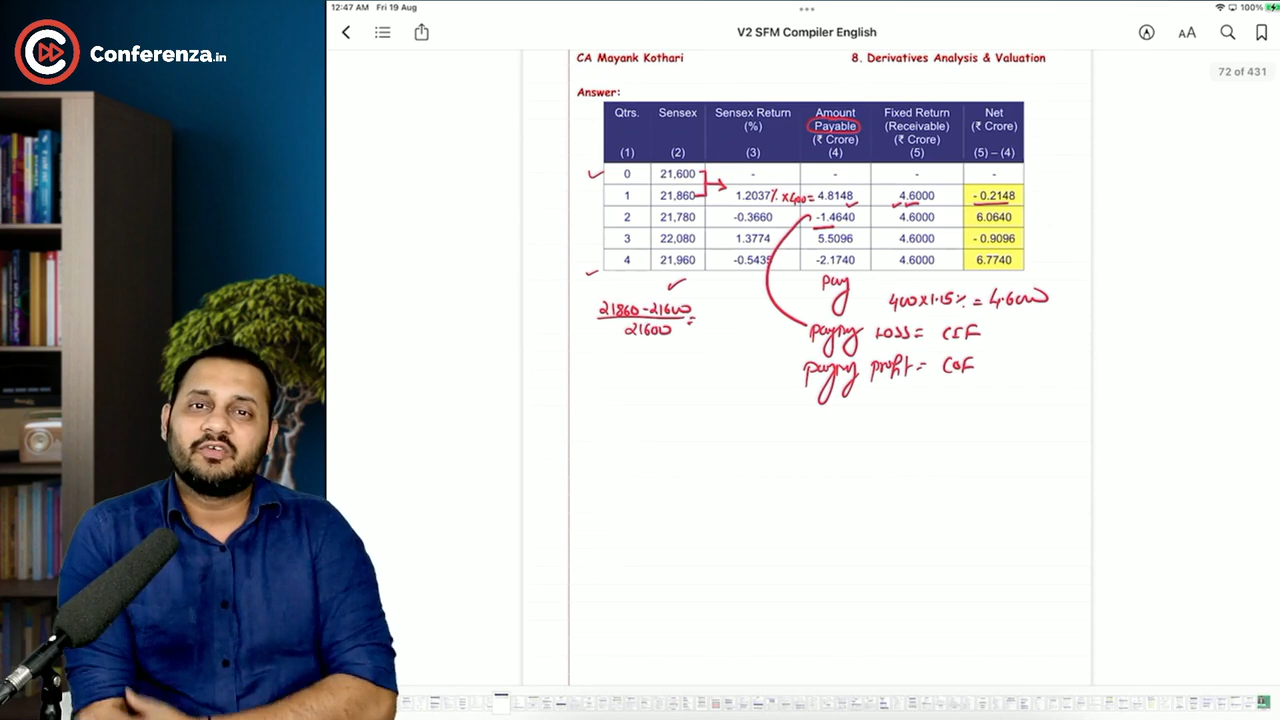 Conferenza.in
12:47 AM Fri 19 Aug
100%
V2 SFM Compiler English
AA
72 of 431
CA Mayank Kothari
8. Derivatives Analysis & Valuation
Answer:
Qtrs. Sensex Sensex Return (%) Amount Payable (₹ Crore) Fixed Return (Receivable) (₹ Crore) Net (₹ Crore)
(1) (2) (3) (4) (5) (5) – (4)
0 21,600 - - - -
1 21,860 1.2037 % ×400= 4.8148 4.6000 - 0.2148
2 21,780 -0.3660 -1.4640 4.6000 6.0640
3 22,080 1.3774 5.5096 4.6000 - 0.9096
4 21,960 -0.5435 -2.1740 4.6000 6.7740
pay
21860 - 21600 =
21600
400×1.15% = 4.6000
paying loss = CIF
paying profit = COF